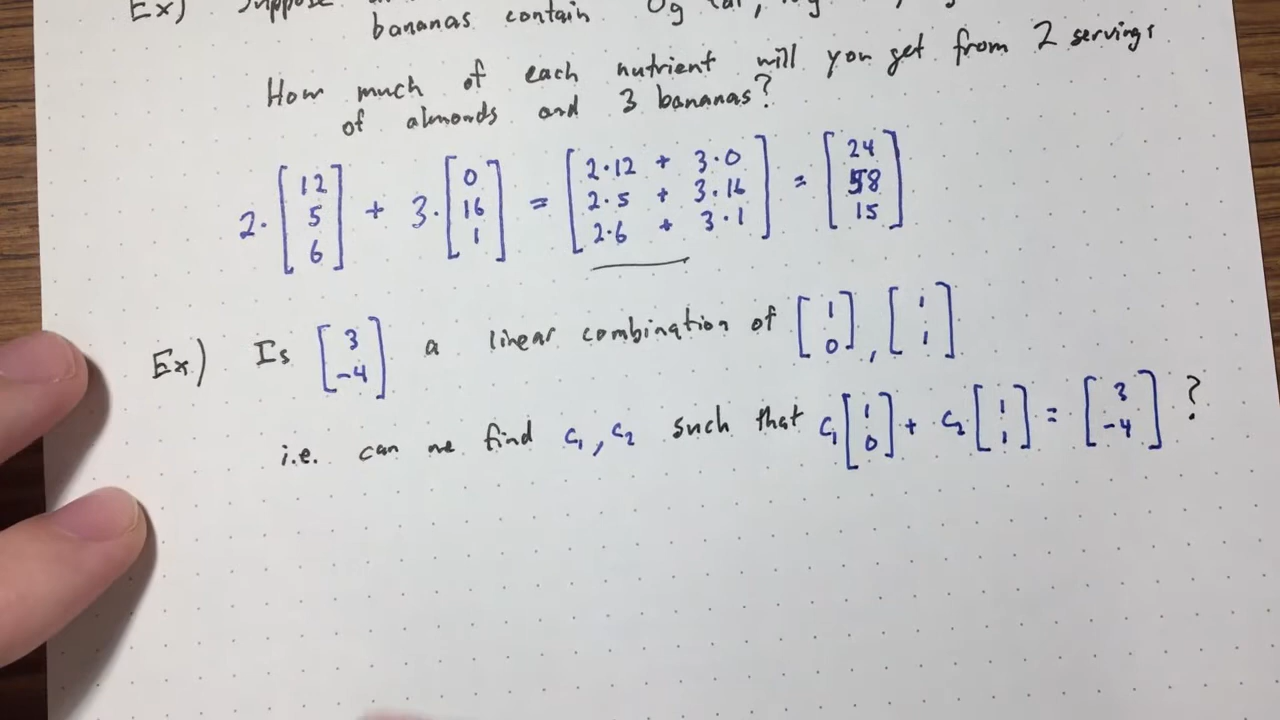 Ex) Suppose
bananas contain 0g
How much of each nutrient will you get from 2 servings
of almonds and 3 bananas?
2·[12 5 6] + 3·[0 16 1] = [2·12 + 3·0 2·5 + 3·16 2·6 + 3·1] = [24 58 15]
Ex) Is [3 -4] a linear combination of [1 0], [1 1]
i.e. can we find c₁, c₂ such that c₁[1 0] + c₂[1 1] = [3 -4] ?